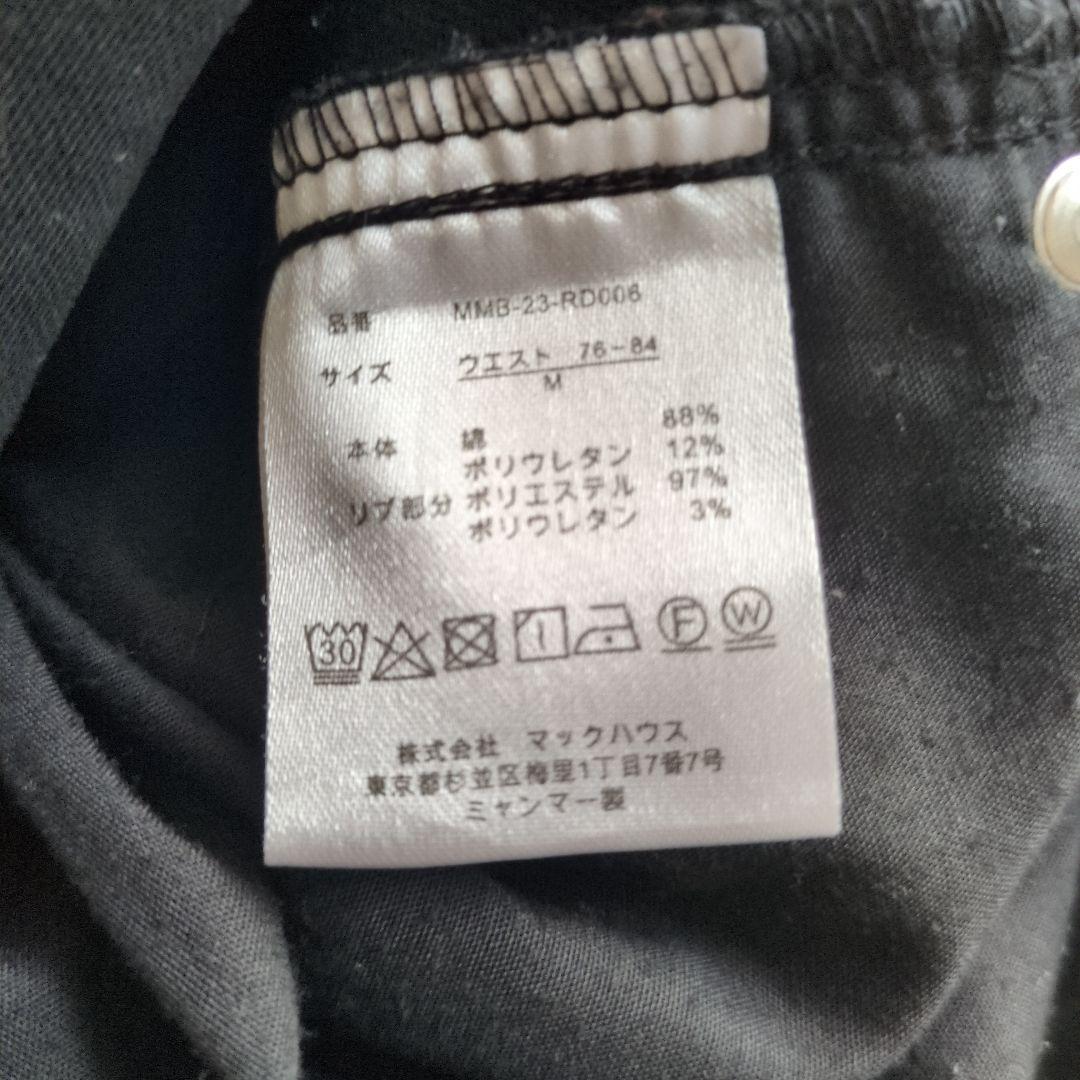 品番 MMB-23-RD006
サイズ ウエスト 76-84
M
本体 綿 88%
ポリウレタン 12%
リブ部分 ポリエステル 97%
ポリウレタン 3%
30 F W
株式会社 マックハウス
東京都杉並区梅里1丁目7番7号
ミャンマー製